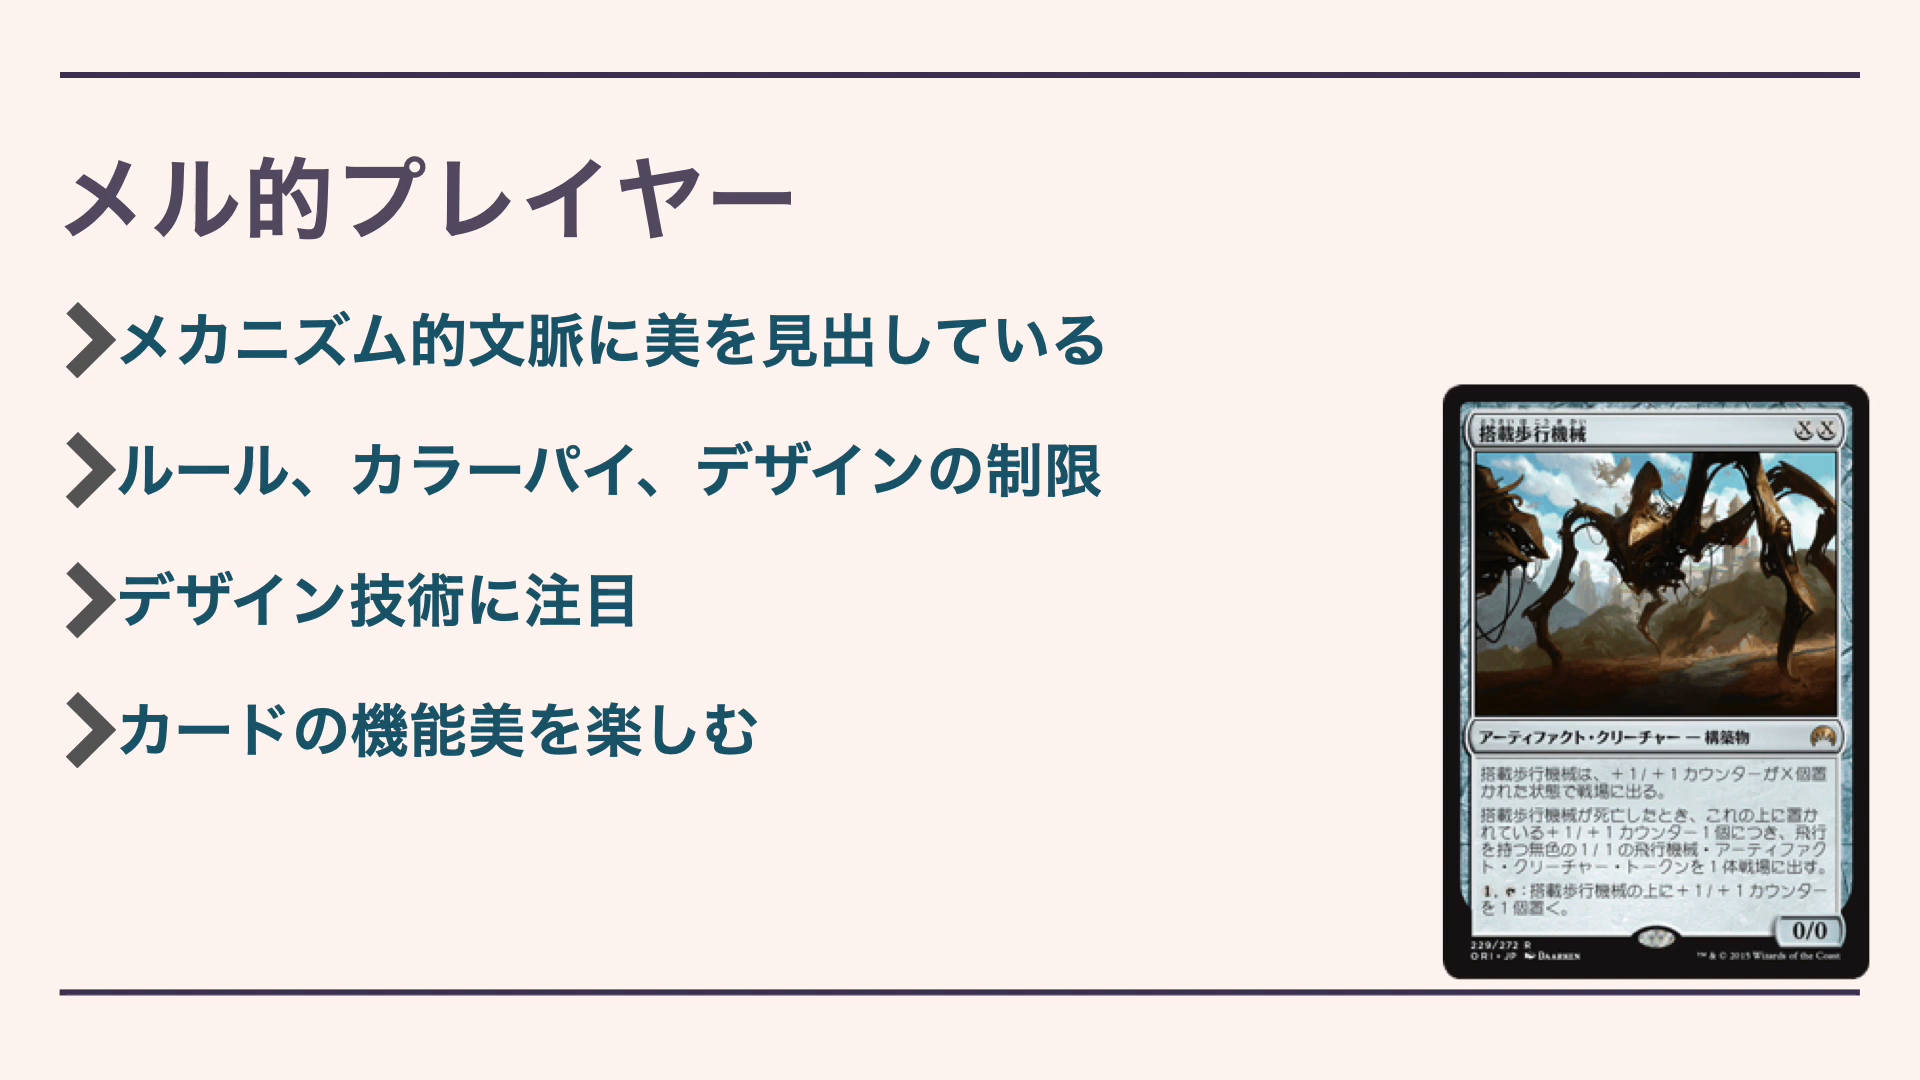 メル的プレイヤー
メカニズム的文脈に美を見出している
ルール、カラーパイ、デザインの制限
デザイン技術に注目
カードの機能美を楽しむ
搭載歩行機械 XX
アーティファクト・クリーチャー — 構築物
搭載歩行機械は、+1/+1カウンターがX個置
かれた状態で戦場に出る。
搭載歩行機械が死亡したとき、これの上に置か
れている+1/+1カウンター1個につき、飛行
を持つ無色の1/1の飛行機械・アーティファク
ト・クリーチャー・トークンを1体戦場に出す。
1, : 搭載歩行機械の上に+1/+1カウンター
を1個置く。
0/0
229/272 R
ORI・JP DAARKEN
™ & © 2015 Wizards of the Coast